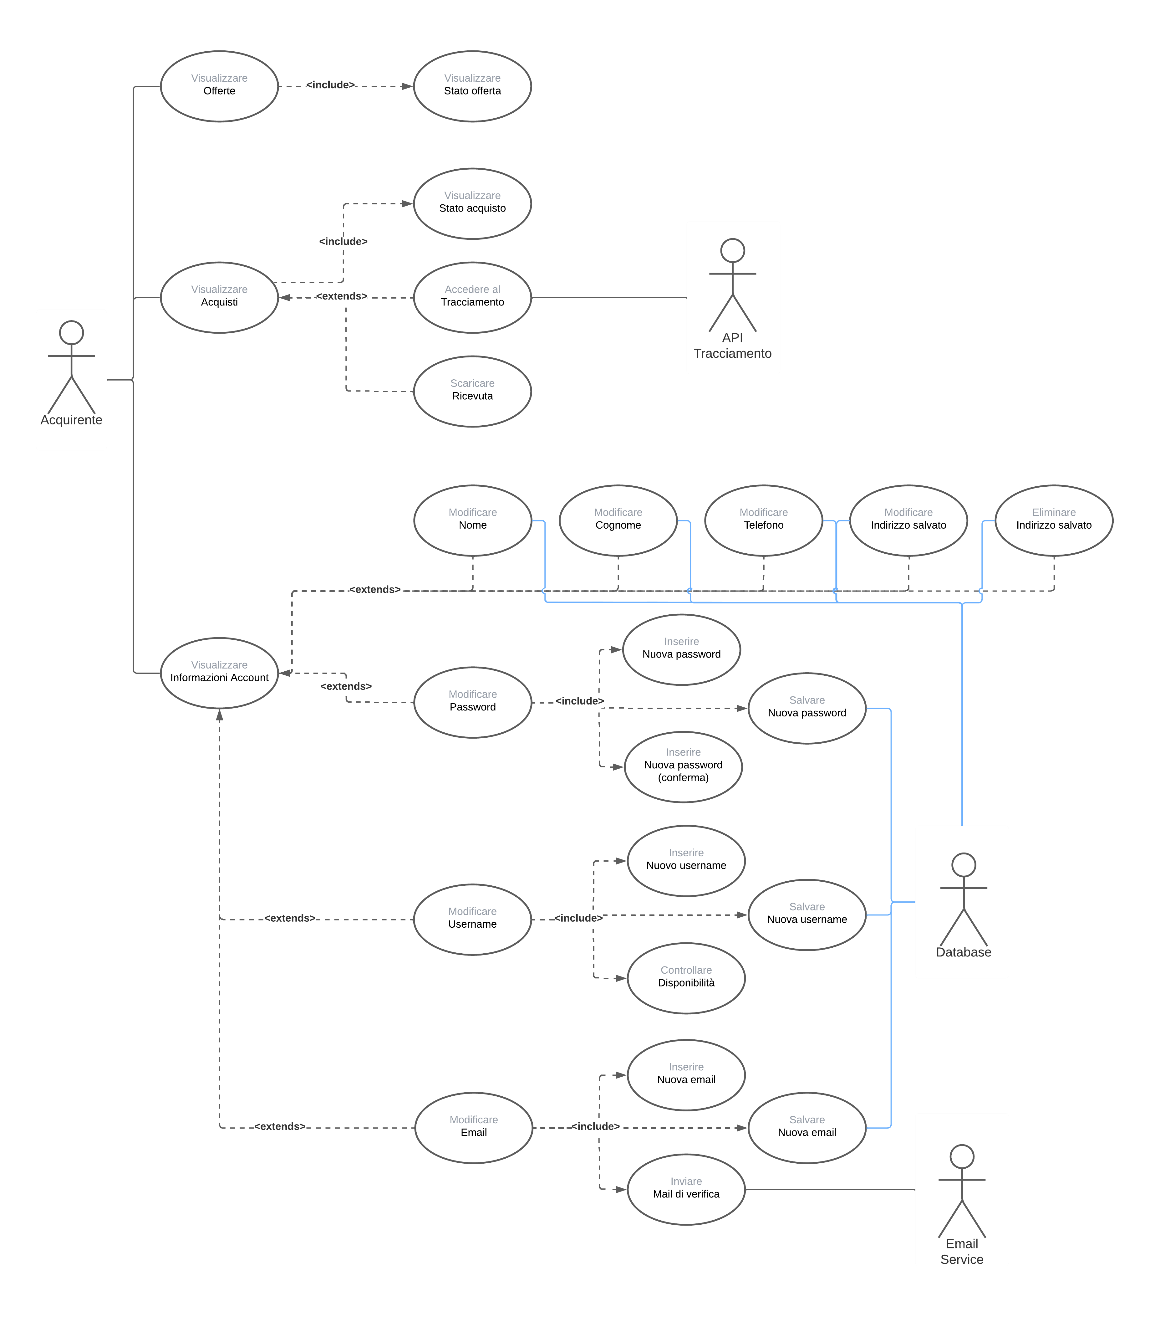 Visualizzare
Offerte
<include>
Visualizzare
Stato offerta
Visualizzare
Stato acquisto
<include>
Visualizzare
Acquisti
<extends>
Accedere al
Tracciamento
API
Tracciamento
Scaricare
Ricevuta
Acquirente
Modificare
Nome
Modificare
Cognome
Modificare
Telefono
Modificare
Indirizzo salvato
Eliminare
Indirizzo salvato
<extends>
Visualizzare
Informazioni Account
<extends>
Modificare
Password
<include>
Inserire
Nuova password
Salvare
Nuova password
Inserire
Nuova password
(conferma)
Inserire
Nuovo username
<extends>
Modificare
Username
<include>
Salvare
Nuova username
Controllare
Disponibilità
Database
Inserire
Nuova email
<extends>
Modificare
Email
<include>
Salvare
Nuova email
Inviare
Mail di verifica
Email
Service